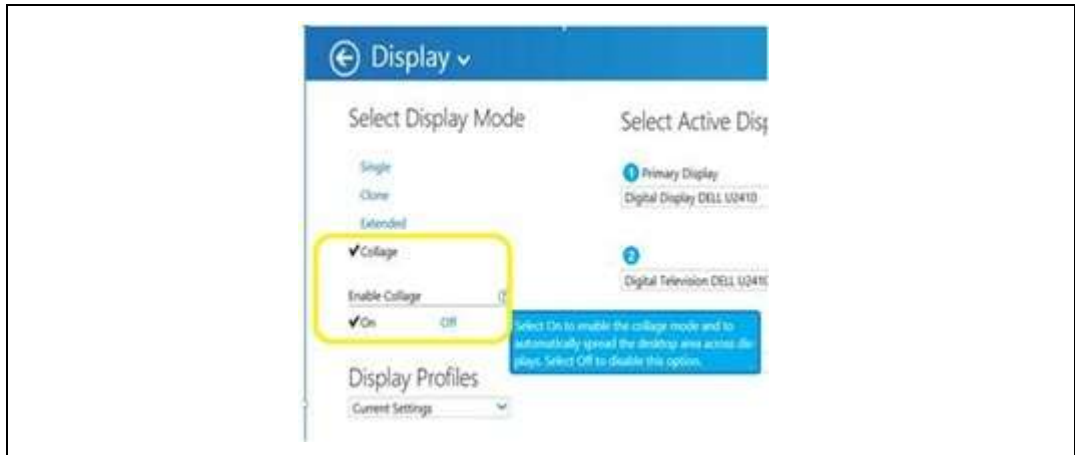 Display
Select Display Mode
Select Active Disp
Single
1 Primary Display
Clone
Digital Display DELL U2410
Extended
✔Collage
2
Digital Television DELL U2410
Enable Collage
✔On Off
Select On to enable the collage mode and to
automatically spread the desktop area across dis-
plays. Select Off to disable this option.
Display Profiles
Current Settings